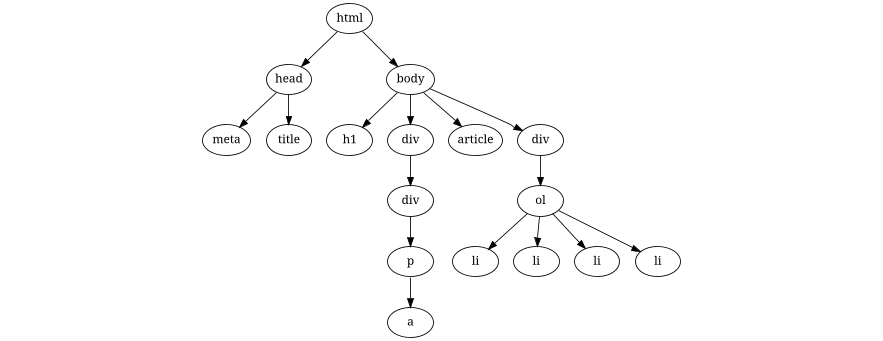 html
head body
meta title h1 div article div
div ol
p li li li li
a